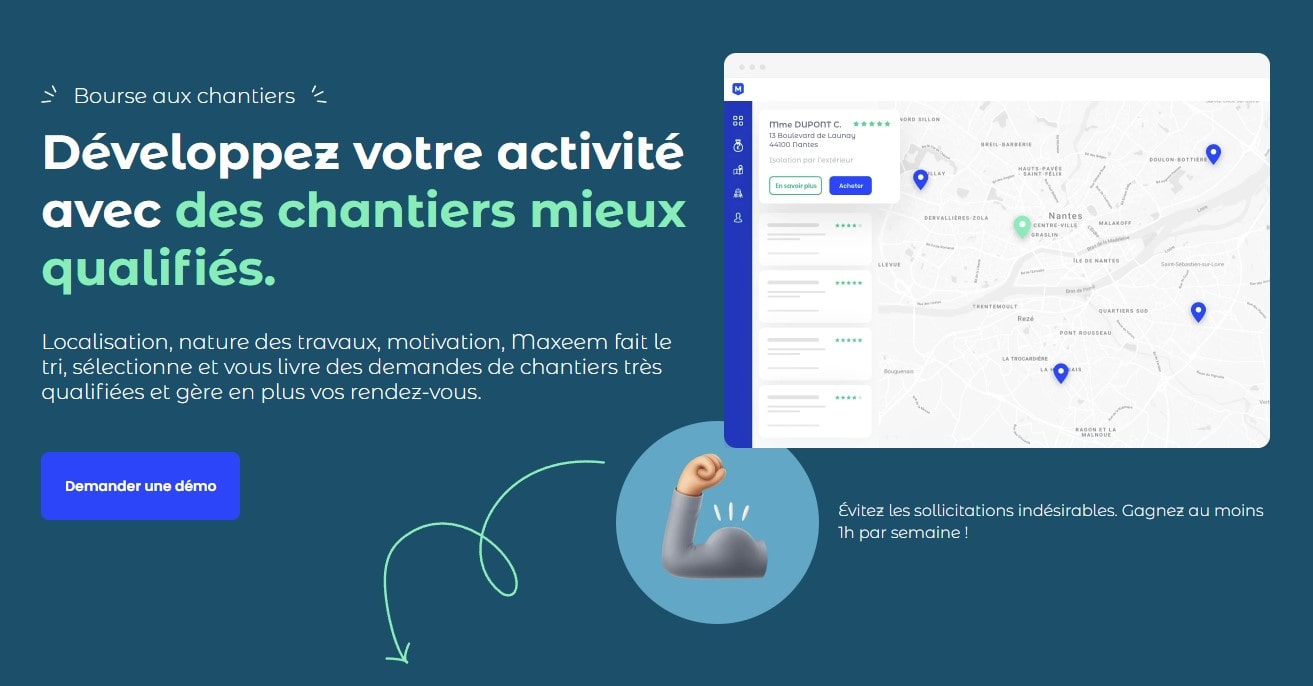 Bourse aux chantiers
Développez votre activité
avec des chantiers mieux
qualifiés.
Localisation, nature des travaux, motivation, Maxeem fait le
tri, sélectionne et vous livre des demandes de chantiers très
qualifiées et gère en plus vos rendez-vous.
Demander une démo
M
Mme DUPONT C.
13 Boulevard de Launay
44100 Nantes
Isolation par l'extérieur
En savoir plus
Acheter
NORD SILLON
BREIL-BARBERIE
HAUTS-PAVÉS
SAINT-FÉLIX
DOULON-BOTTIÈRE
DERVALLIÈRES-ZOLA
Nantes
MALAKOFF
CENTRE-VILLE
GRASLIN
LLEVUE
ÎLE DE NANTES
Saint-Sébastien-sur-Loire
TRENTEMOULT
Rezé
QUARTIERS SUD
PONT ROUSSEAU
LA TROCARDIÈRE
Bouguenais
RAGON ET LA
MALNOUE
Évitez les sollicitations indésirables. Gagnez au moins
1h par semaine !